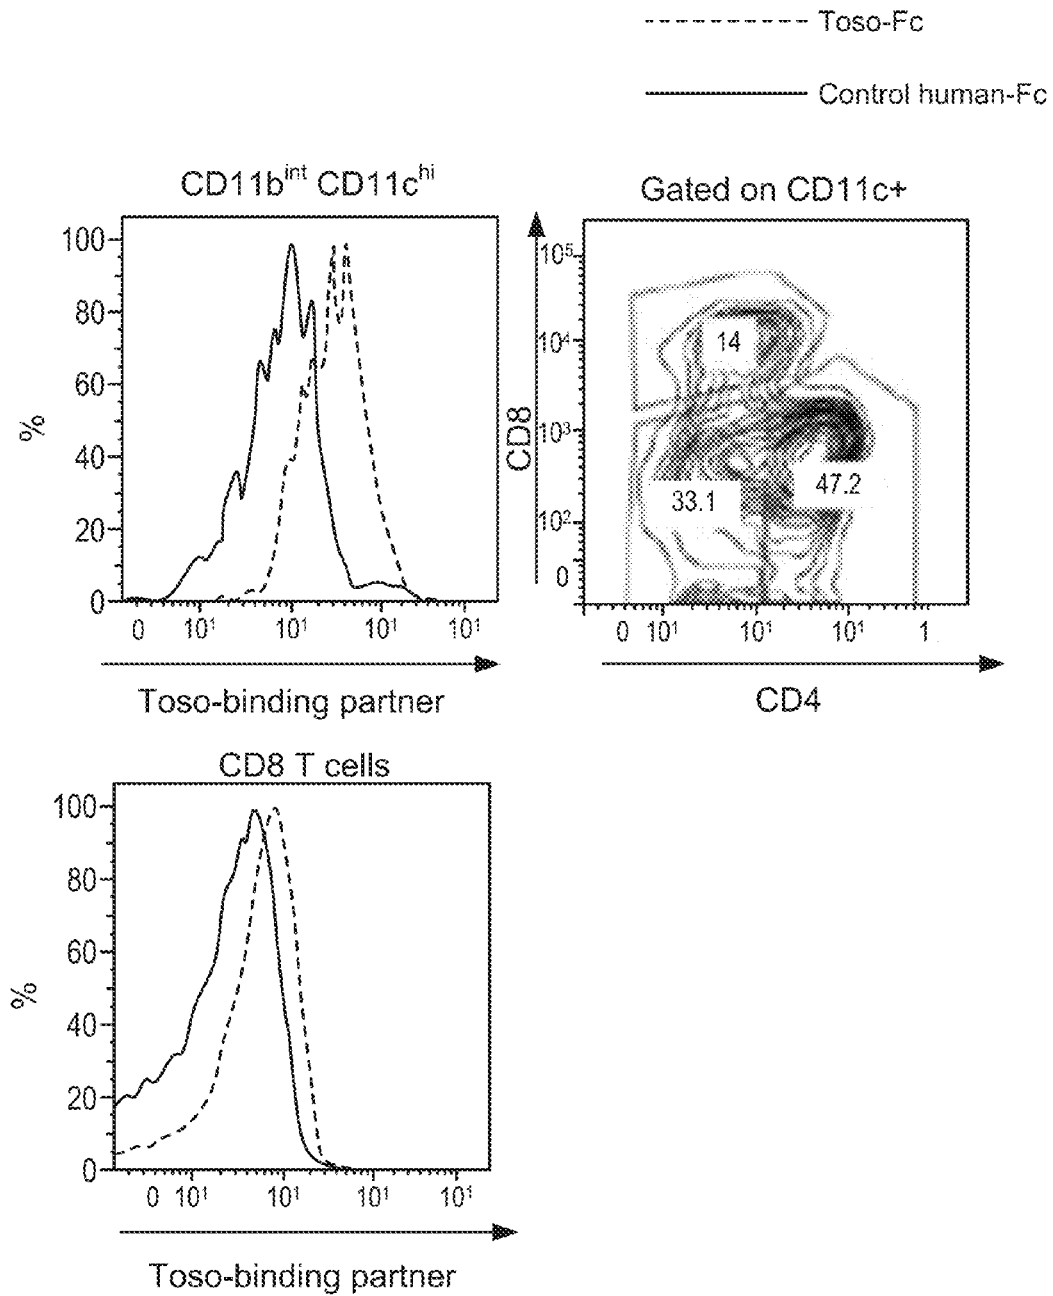 Toso-Fc
Control human-Fc
CD11b^int CD11c^hi
100
80
60
40
20
0
%
0 10¹ 10¹ 10¹ 10¹
Toso-binding partner
Gated on CD11c+
10⁵
10⁴
10³
10²
0
CD8
14
33.1
47.2
0 10¹ 10¹ 10¹ 1
CD4
CD8 T cells
100
80
60
40
20
0
%
0 10¹ 10¹ 10¹ 10¹
Toso-binding partner